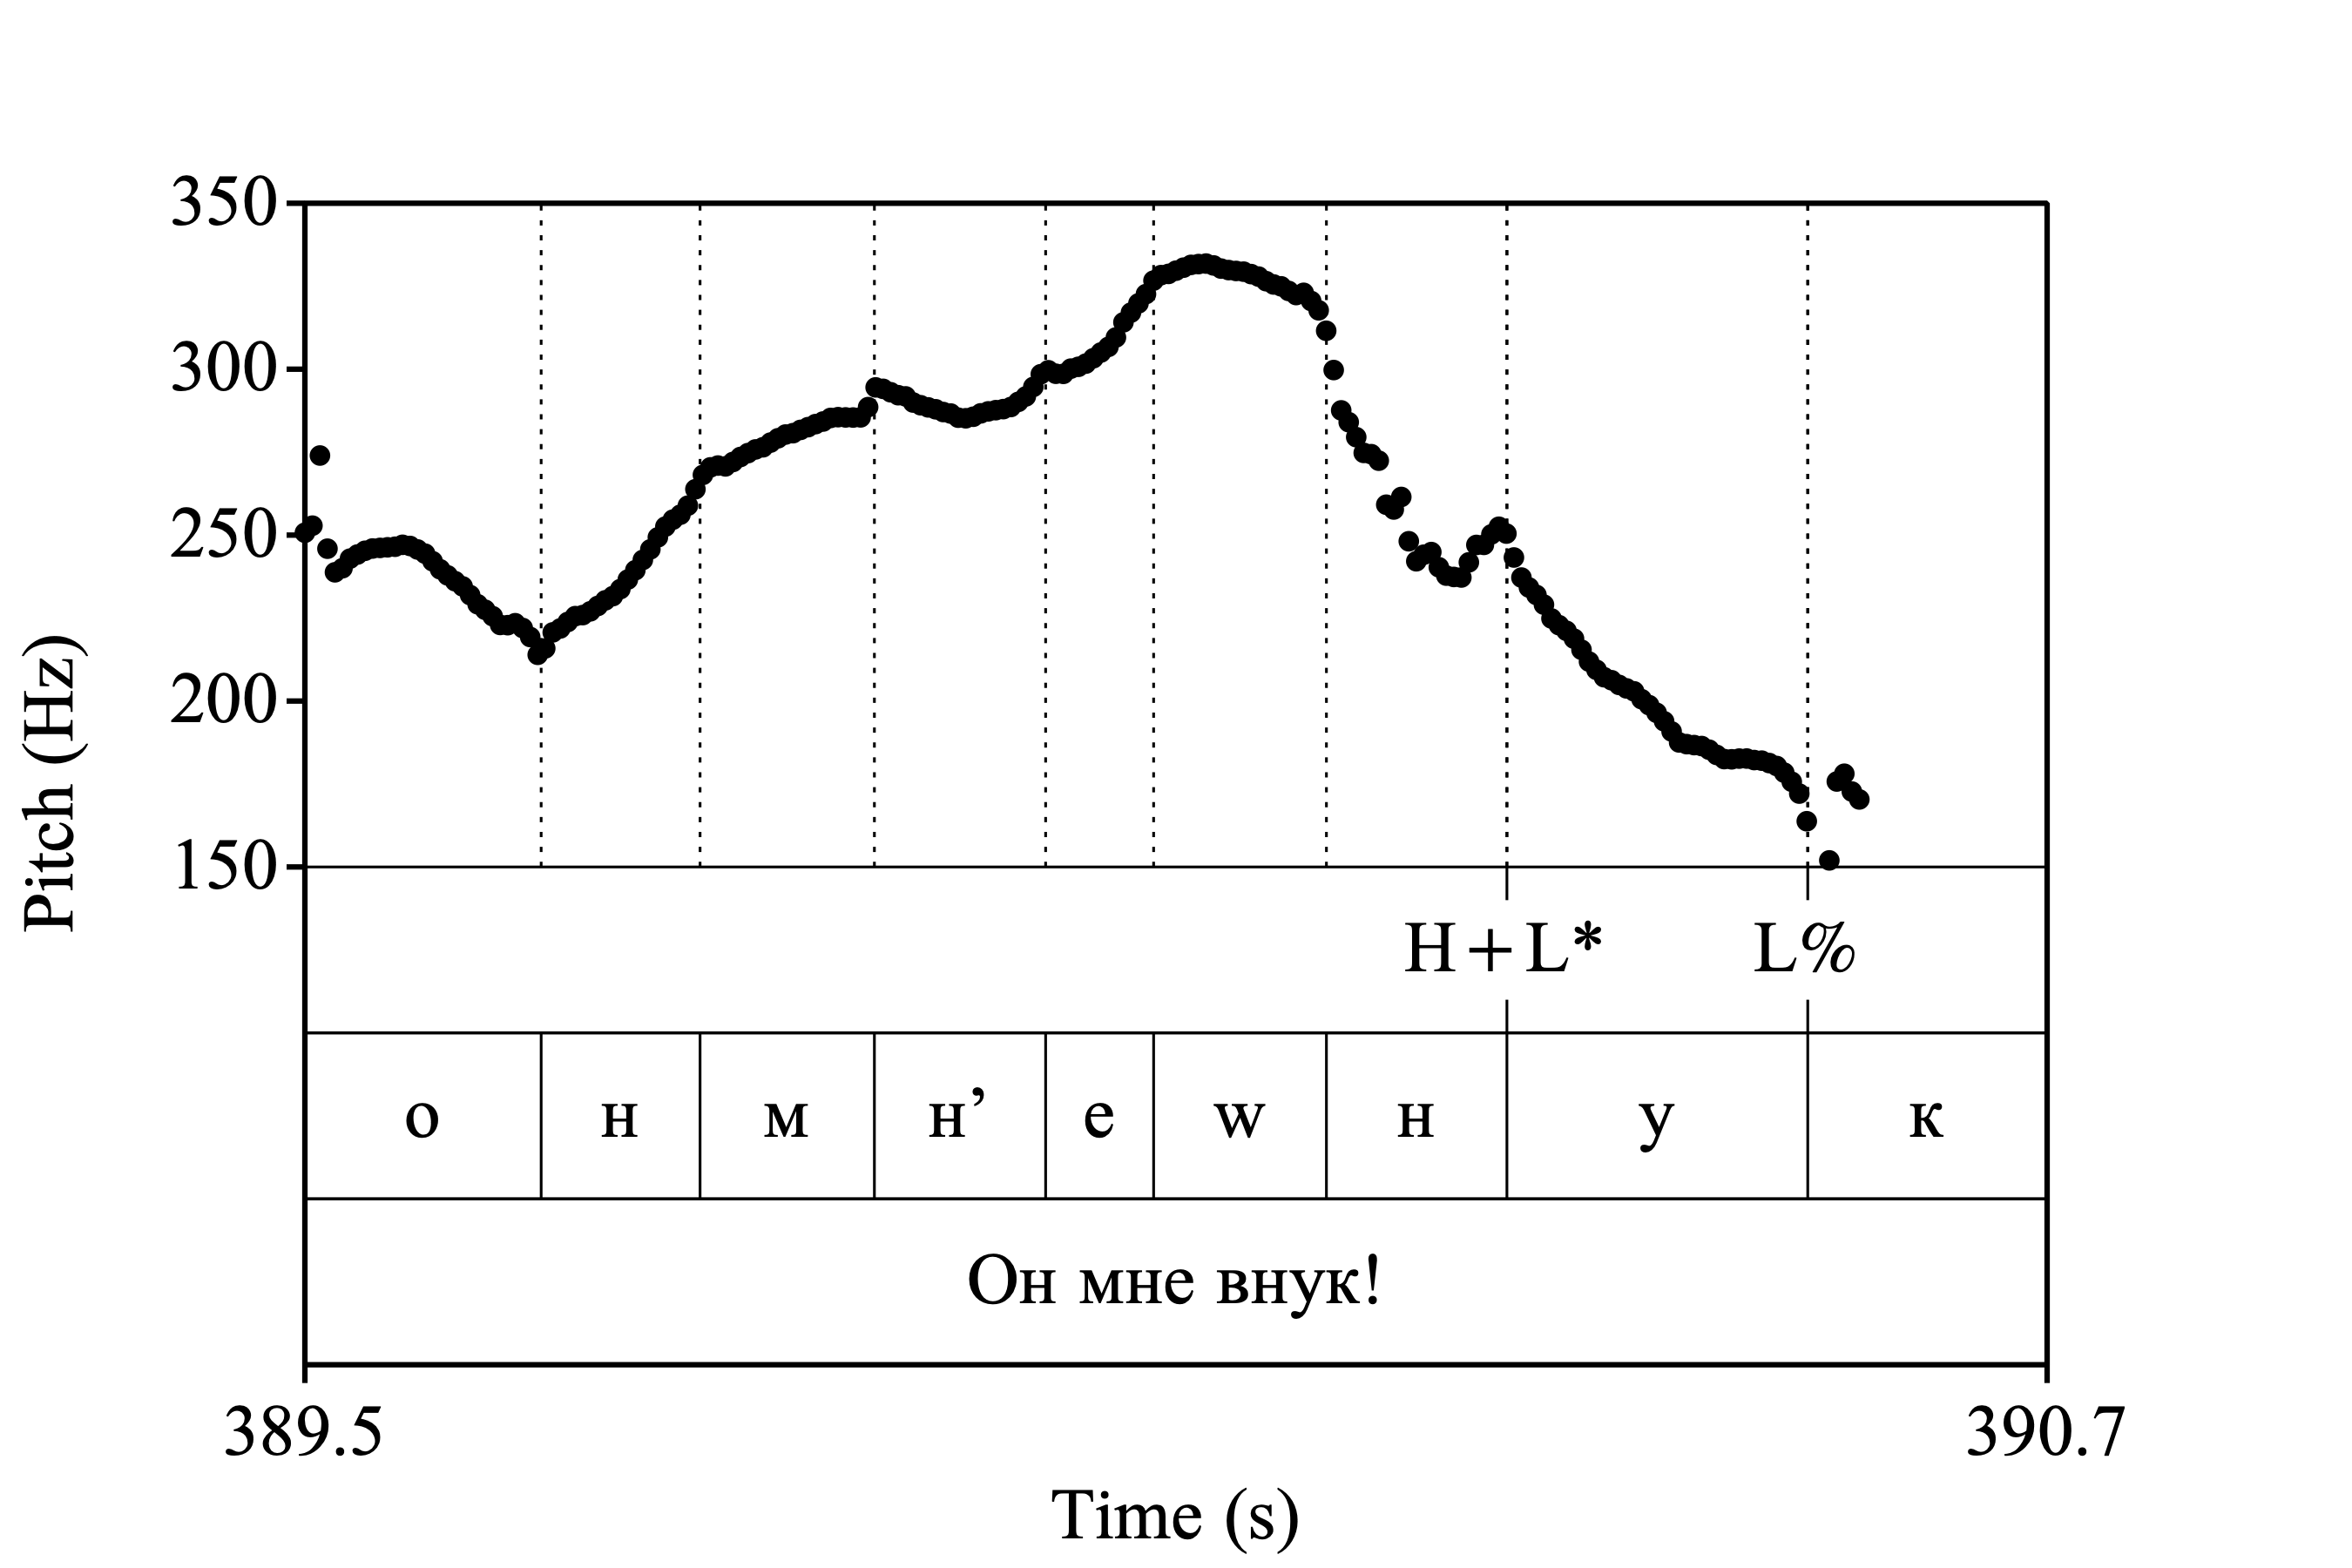 350
300
250
200
150
Pitch (Hz)
H+L* L%
о н м н’ е w н у к
Он мне внук!
389.5 390.7
Time (s)